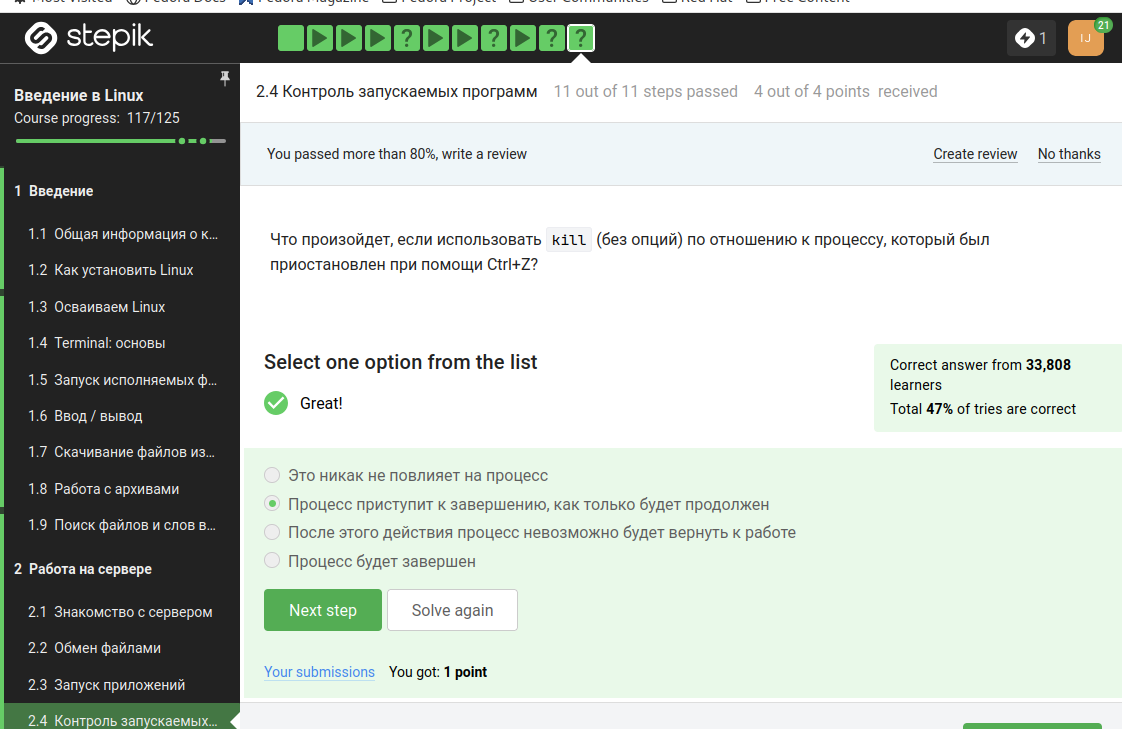 Most Visited Fedora Docs Fedora Magazine Fedora Project User Communities Red Hat Free Content
stepik
? ? ? ?
1
IJ
21
Введение в Linux
Course progress: 117/125
1 Введение
1.1 Общая информация о к...
1.2 Как установить Linux
1.3 Осваиваем Linux
1.4 Terminal: основы
1.5 Запуск исполняемых ф...
1.6 Ввод / вывод
1.7 Скачивание файлов из...
1.8 Работа с архивами
1.9 Поиск файлов и слов в...
2 Работа на сервере
2.1 Знакомство с сервером
2.2 Обмен файлами
2.3 Запуск приложений
2.4 Контроль запускаемых...
2.4 Контроль запускаемых программ 11 out of 11 steps passed 4 out of 4 points received
You passed more than 80%, write a review
Create review No thanks
Что произойдет, если использовать kill (без опций) по отношению к процессу, который был
приостановлен при помощи Ctrl+Z?
Select one option from the list
Great!
Correct answer from 33,808
learners
Total 47% of tries are correct
Это никак не повлияет на процесс
Процесс приступит к завершению, как только будет продолжен
После этого действия процесс невозможно будет вернуть к работе
Процесс будет завершен
Next step Solve again
Your submissions You got: 1 point